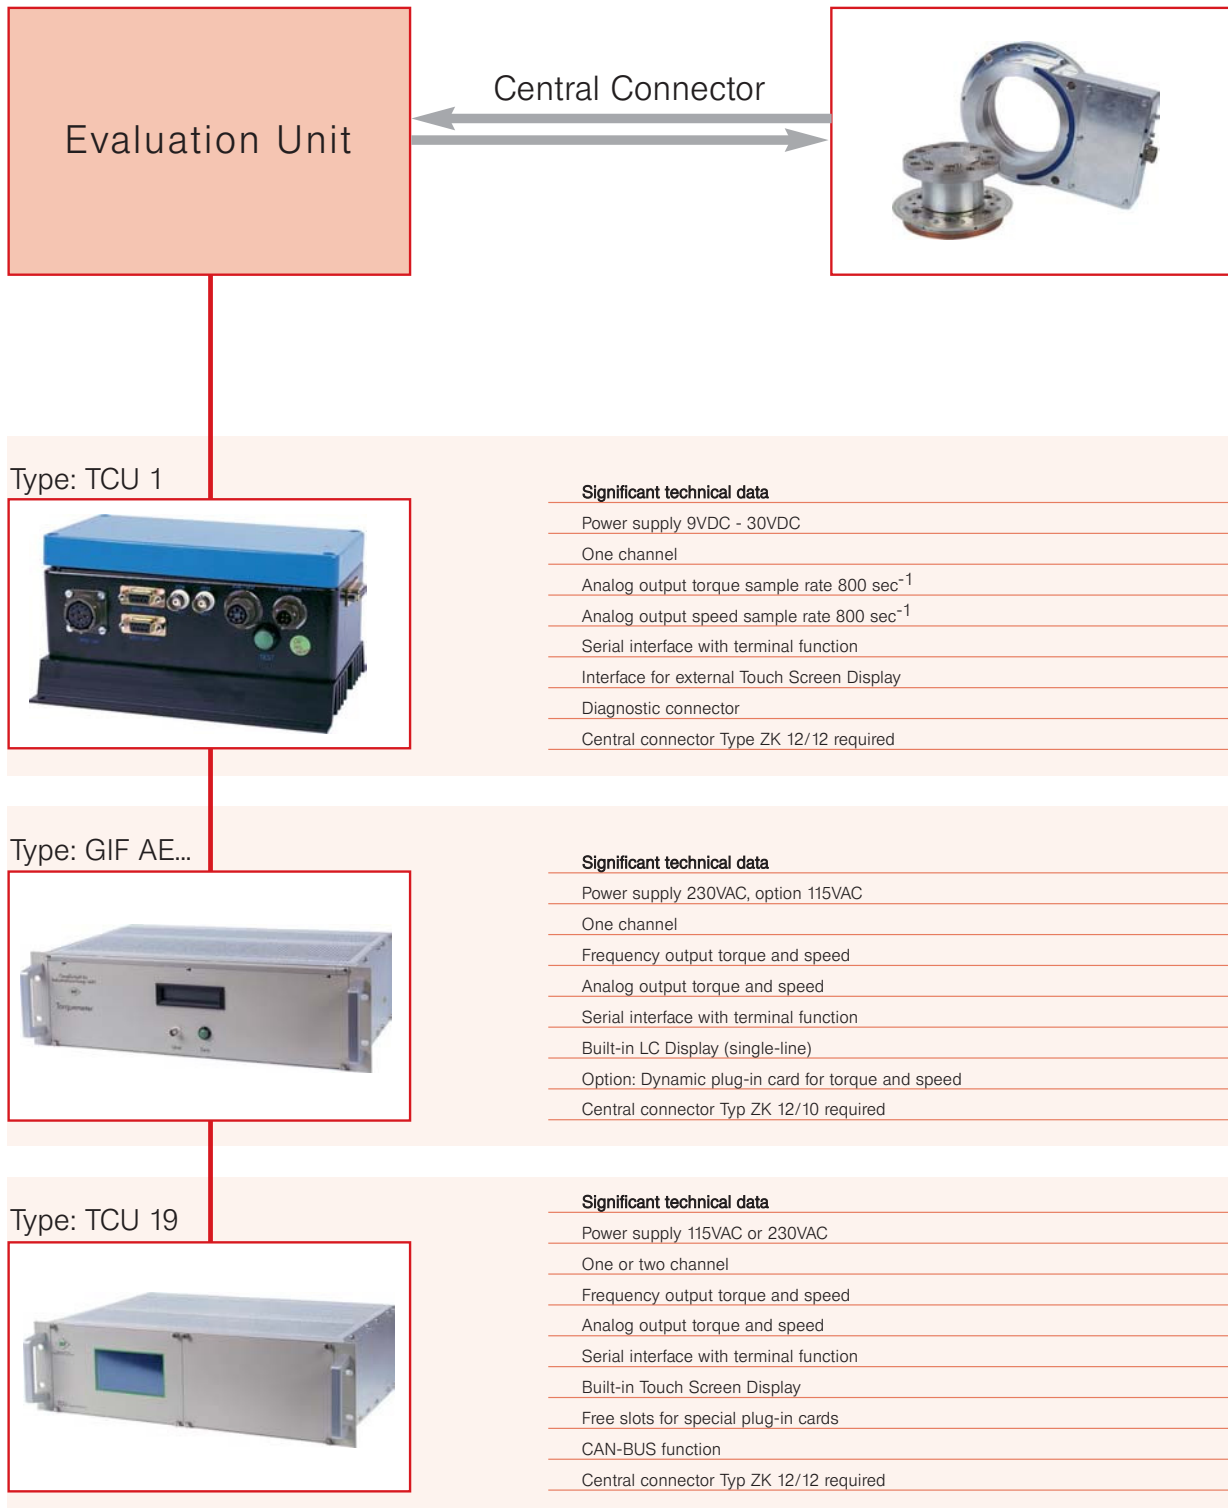 Central Connector
Evaluation Unit
Type: TCU 1
TEST
Significant technical data
Power supply 9VDC - 30VDC
One channel
Analog output torque sample rate 800 sec-1
Analog output speed sample rate 800 sec-1
Serial interface with terminal function
Interface for external Touch Screen Display
Diagnostic connector
Central connector Type ZK 12/12 required
Type: GIF AE...
Torquemeter
Significant technical data
Power supply 230VAC, option 115VAC
One channel
Frequency output torque and speed
Analog output torque and speed
Serial interface with terminal function
Built-in LC Display (single-line)
Option: Dynamic plug-in card for torque and speed
Central connector Typ ZK 12/10 required
Type: TCU 19
Significant technical data
Power supply 115VAC or 230VAC
One or two channel
Frequency output torque and speed
Analog output torque and speed
Serial interface with terminal function
Built-in Touch Screen Display
Free slots for special plug-in cards
CAN-BUS function
Central connector Typ ZK 12/12 required